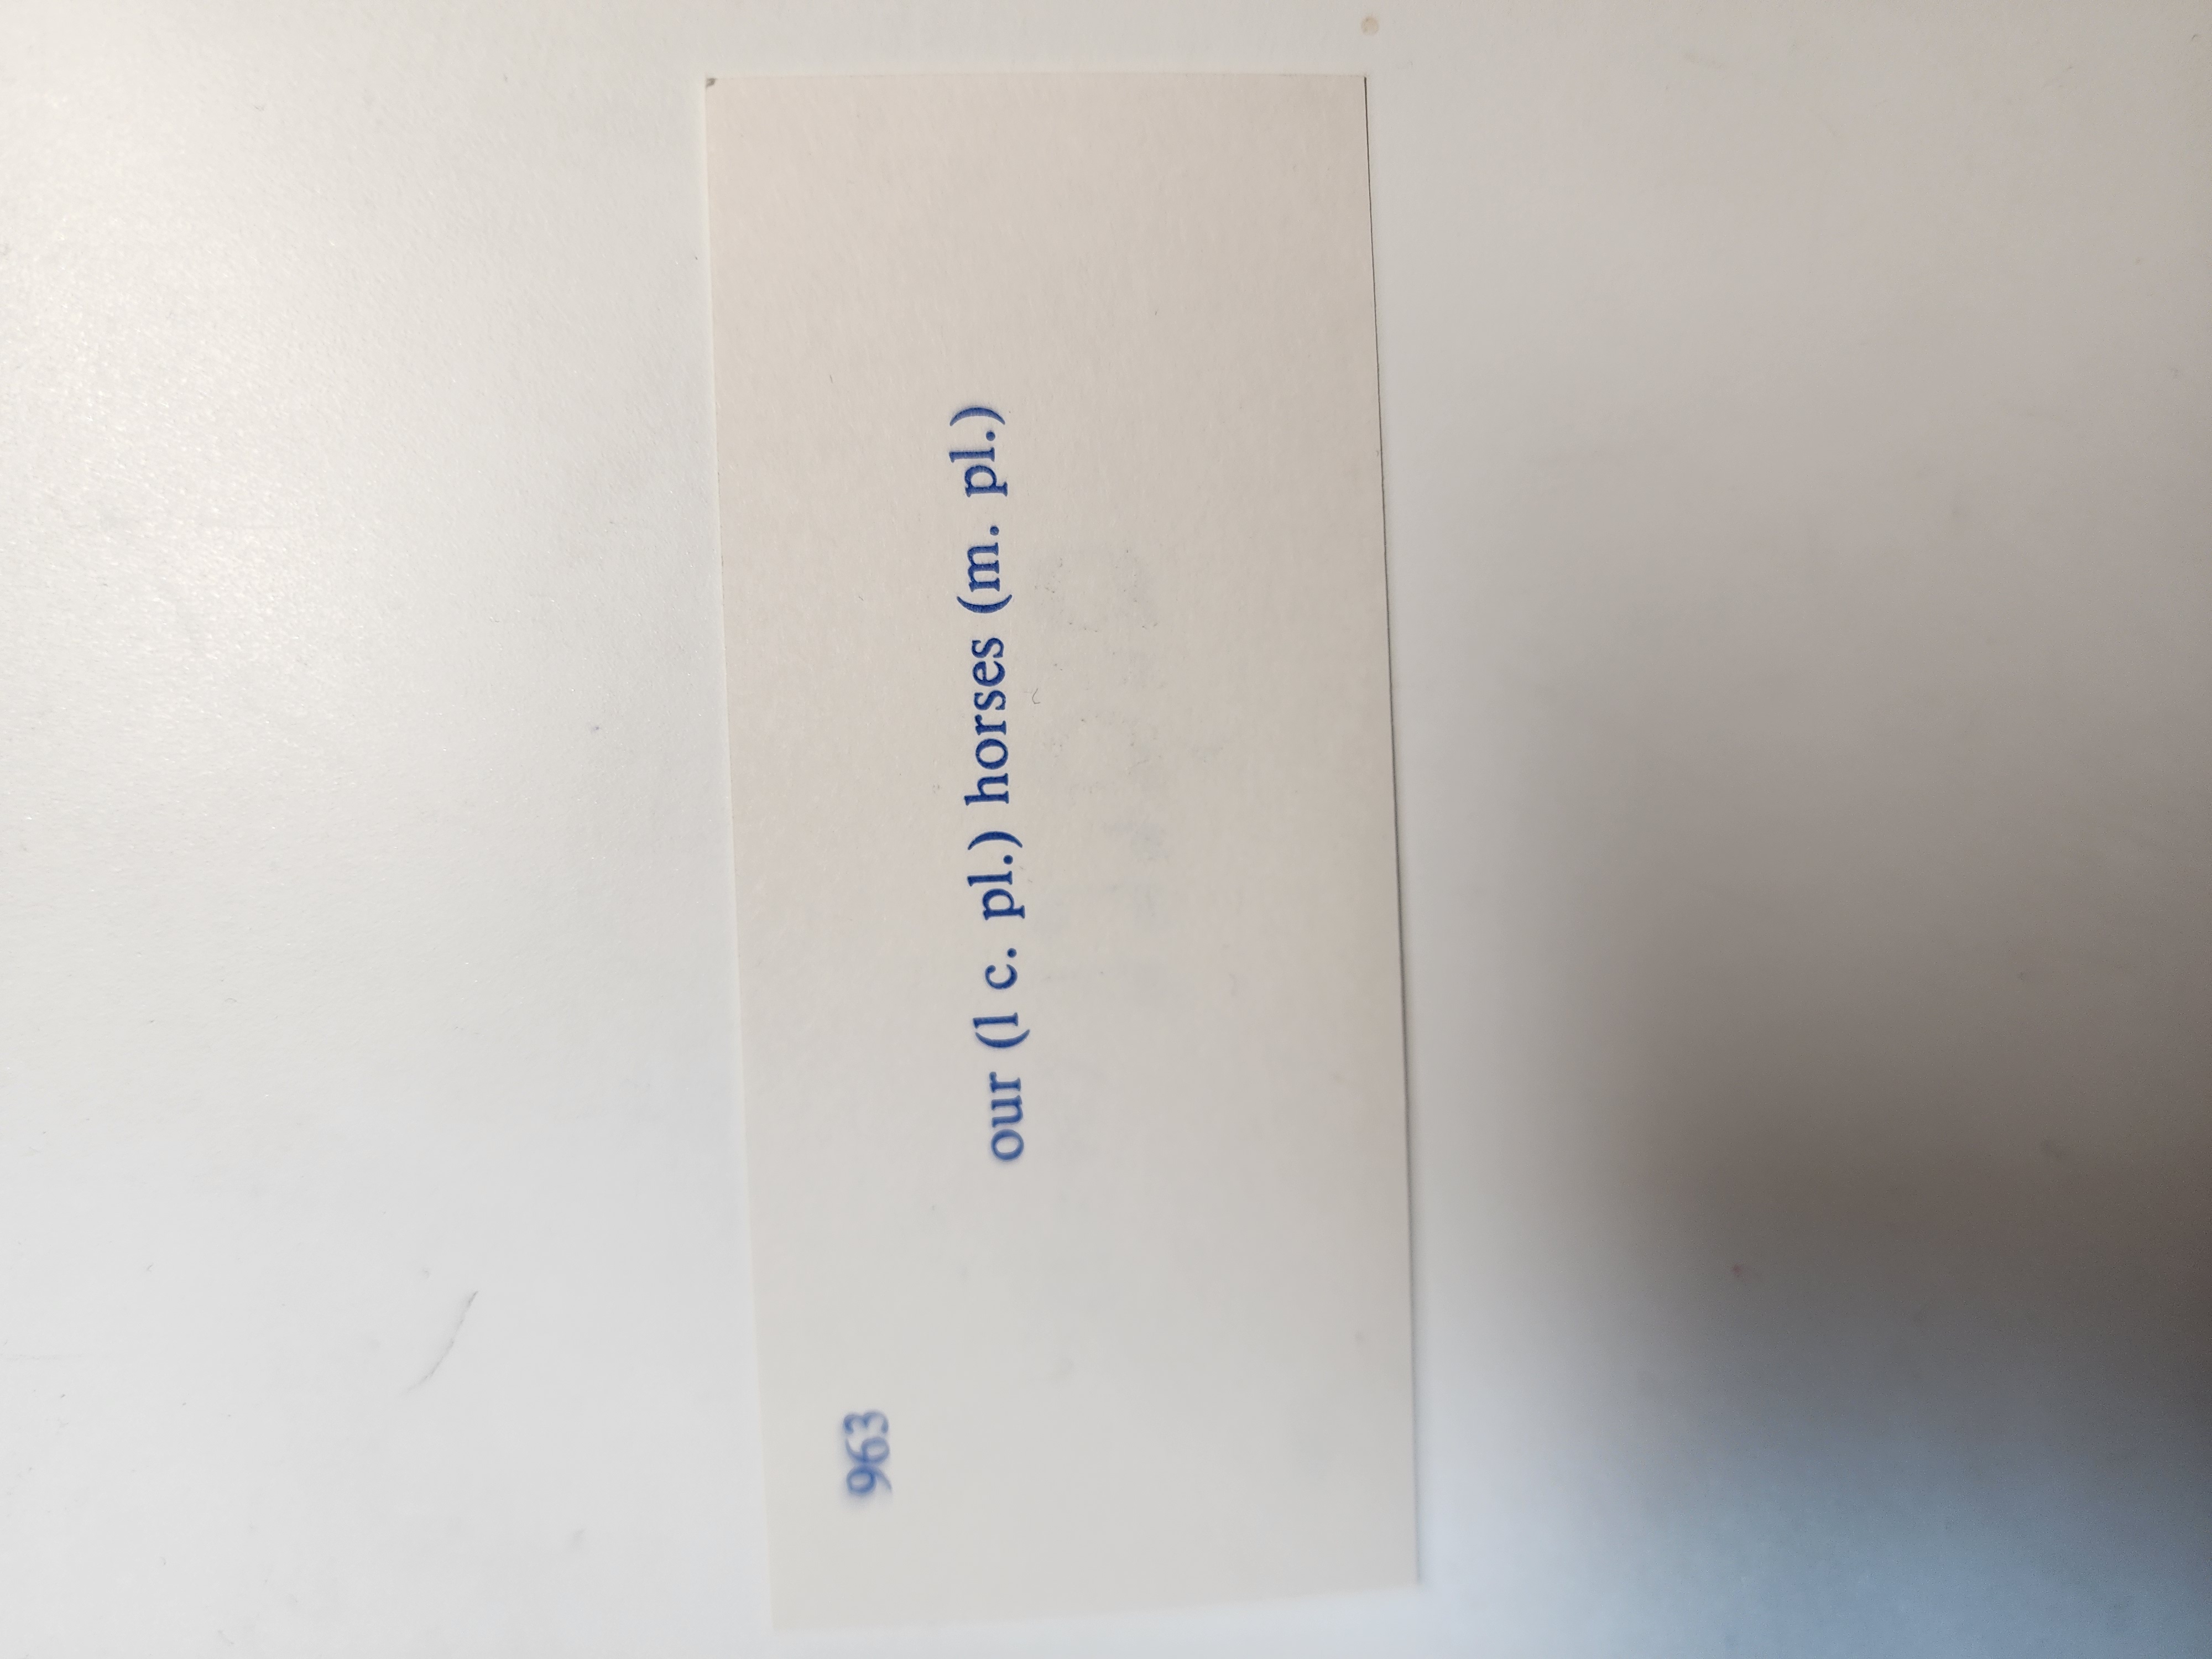 963
our (1 c. pl.) horses (m. pl.)